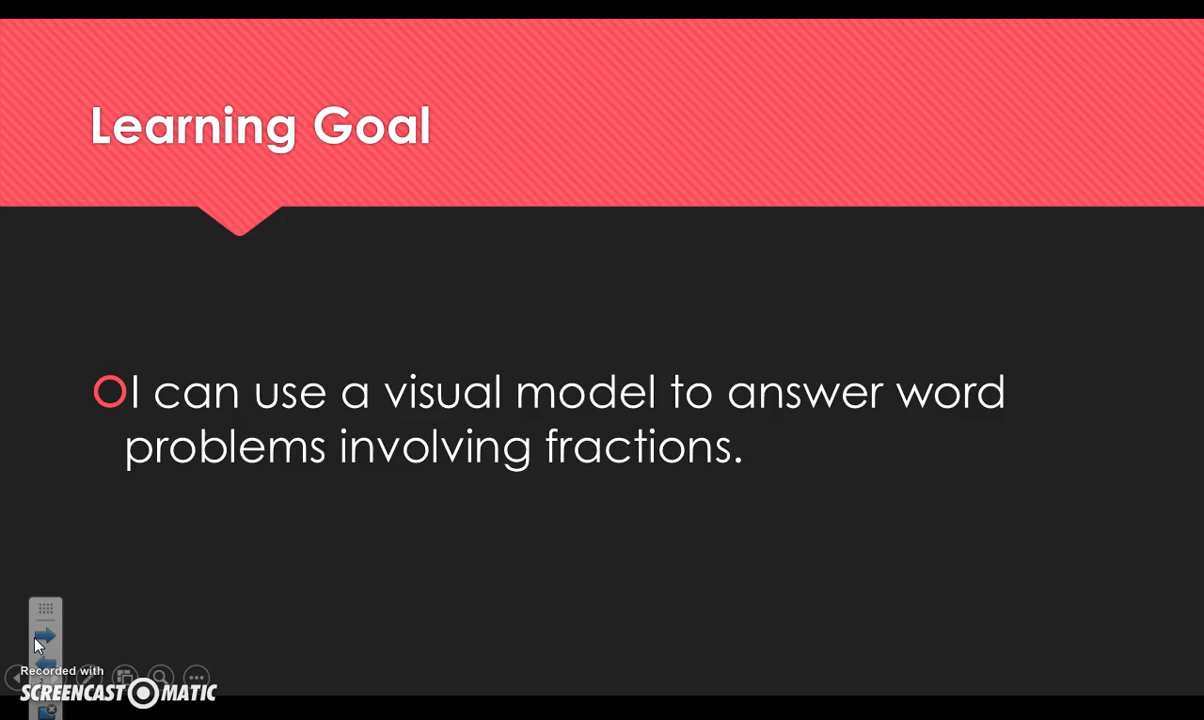 Learning Goal
I can use a visual model to answer word
problems involving fractions.
Recorded with
SCREENCAST MATIC